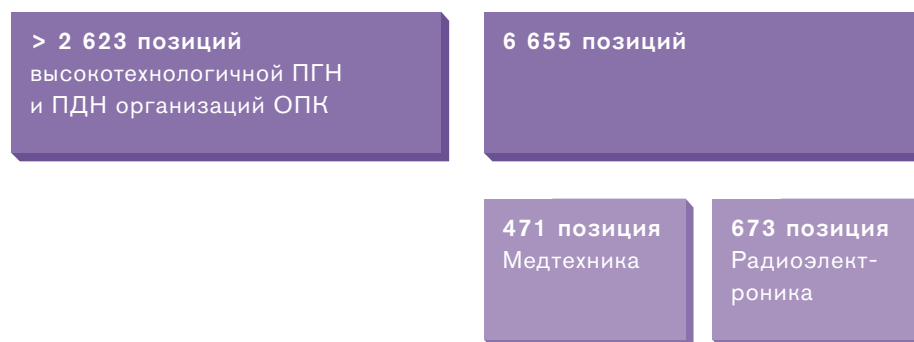 > 2 623 позиций
высокотехнологичной ПГН
и ПДН организаций ОПК
6 655 позиций
471 позиция
Медтехника
673 позиция
Радиоэлект-
роника